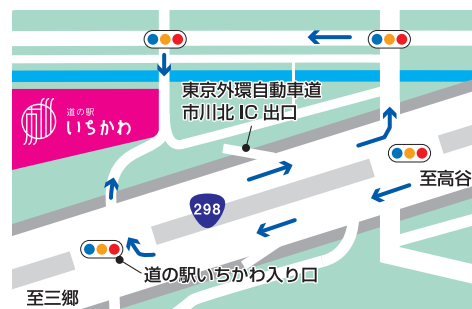 東京外環自動車道
市川北 IC 出口
道の駅
いちかわ
至高谷
298
道の駅いちかわ入り口
至三郷